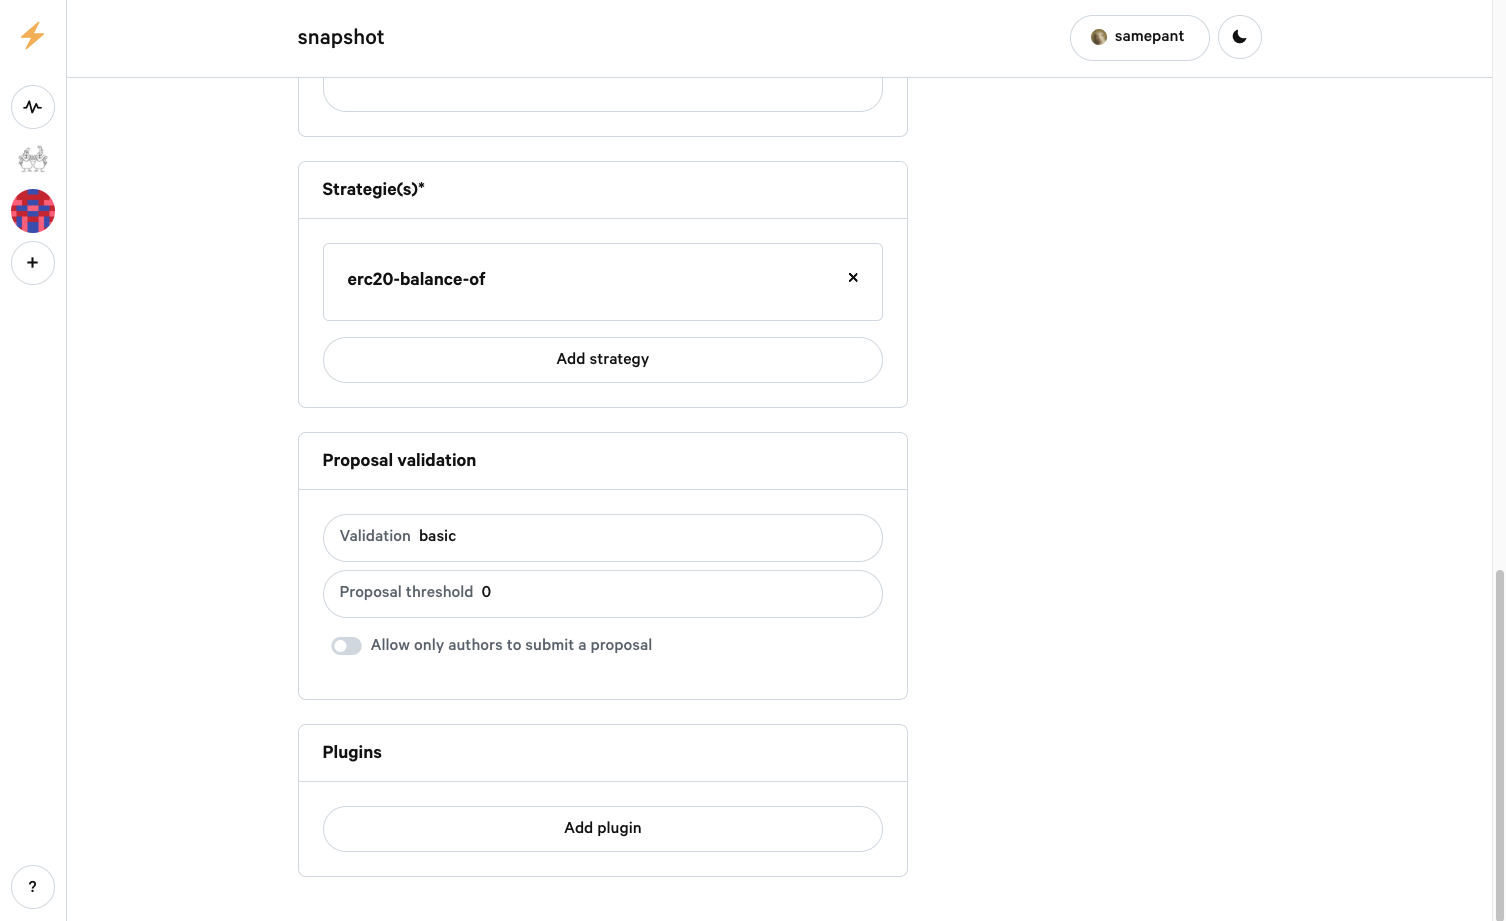 snapshot
samepant
Strategie(s)*
erc20-balance-of
Add strategy
Proposal validation
Validation basic
Proposal threshold 0
Allow only authors to submit a proposal
Plugins
Add plugin
?